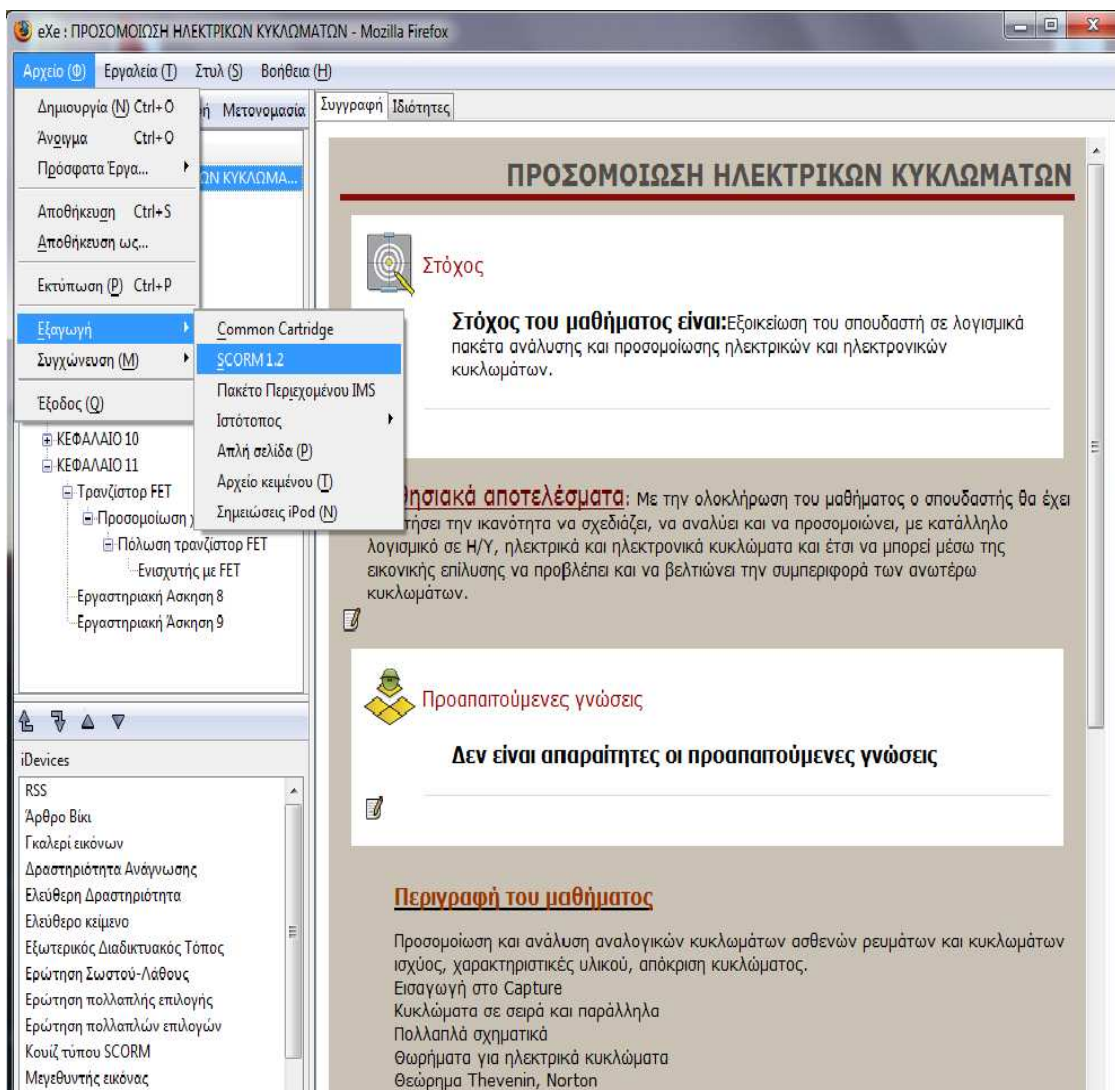 eXe : ΠΡΟΣΟΜΟΙΩΣΗ ΗΛΕΚΤΡΙΚΩΝ ΚΥΚΛΩΜΑΤΩΝ - Mozilla Firefox
Αρχείο (Φ) Εργαλεία (T) Στυλ (S) Βοήθεια (H)
Δημιουργία (N) Ctrl+O
Άνοιγμα Ctrl+O
Πρόσφατα Έργα...
Αποθήκευση Ctrl+S
Αποθήκευση ως...
Εκτύπωση (P) Ctrl+P
Εξαγωγή
Συγχώνευση (M)
Έξοδος (Q)
Common Cartridge
SCORM 1.2
Πακέτο Περιεχομένου IMS
Ιστότοπος
Απλή σελίδα (P)
Αρχείο κειμένου (T)
Σημειώσεις iPod (N)
ή Μετονομασία
ΩΝ ΚΥΚΛΩΜΑ...
ΚΕΦΑΛΑΙΟ 10
ΚΕΦΑΛΑΙΟ 11
Τρανζίστορ FET
Προσομοίωση
Πόλωση τρανζίστορ FET
Ενισχυτής με FET
Εργαστηριακή Ασκηση 8
Εργαστηριακή Άσκηση 9
iDevices
RSS
Άρθρο Βίκι
Γκαλερί εικόνων
Δραστηριότητα Ανάγνωσης
Ελεύθερη Δραστηριότητα
Ελεύθερο κείμενο
Εξωτερικός Διαδικτυακός Τόπος
Ερώτηση Σωστού-Λάθους
Ερώτηση πολλαπλής επιλογής
Ερώτηση πολλαπλών επιλογών
Κουίζ τύπου SCORM
Μεγεθυντής εικόνας
Συγγραφή Ιδιότητες
ΠΡΟΣΟΜΟΙΩΣΗ ΗΛΕΚΤΡΙΚΩΝ ΚΥΚΛΩΜΑΤΩΝ
Στόχος
Στόχος του μαθήματος είναι:Εξοικείωση του σπουδαστή σε λογισμικά
πακέτα ανάλυσης και προσομοίωσης ηλεκτρικών και ηλεκτρονικών
κυκλωμάτων.
ησιακά αποτελέσματα: Με την ολοκλήρωση του μαθήματος ο σπουδαστής θα έχει
τήσει την ικανότητα να σχεδιάζει, να αναλύει και να προσομοιώνει, με κατάλληλο
λογισμικό σε Η/Υ, ηλεκτρικά και ηλεκτρονικά κυκλώματα και έτσι να μπορεί μέσω της
εικονικής επίλυσης να προβλέπει και να βελτιώνει την συμπεριφορά των ανωτέρω
κυκλωμάτων.
Προαπαιτούμενες γνώσεις
Δεν είναι απαραίτητες οι προαπαιτούμενες γνώσεις
Περιγραφή του μαθήματος
Προσομοίωση και ανάλυση αναλογικών κυκλωμάτων ασθενών ρευμάτων και κυκλωμάτων
ισχύος, χαρακτηριστικές υλικού, απόκριση κυκλώματος.
Εισαγωγή στο Capture
Κυκλώματα σε σειρά και παράλληλα
Πολλαπλά σχηματικά
Θωρήματα για ηλεκτρικά κυκλώματα
Θεώρημα Thevenin, Norton